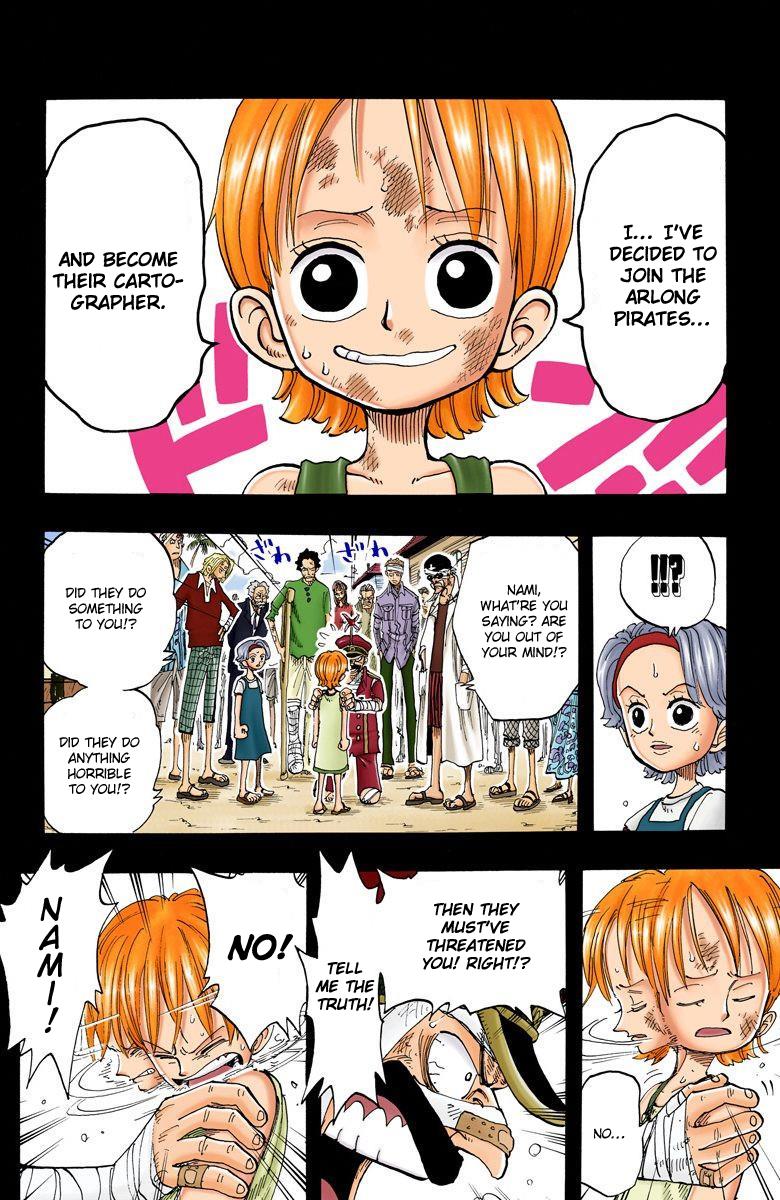 I... I'VE
DECIDED TO
JOIN THE
ARLONG
PIRATES...
AND BECOME
THEIR CARTO-
GRAPHER.
ドン
!!!?
NAMI,
WHAT'RE YOU
SAYING? ARE
YOU OUT OF
YOUR MIND!?
ざわ
ざわ
DID THEY DO
SOMETHING
TO YOU!?
DID THEY DO
ANYTHING
HORRIBLE
TO YOU!?
NO...
THEN THEY
MUST'VE
THREATENED
YOU! RIGHT!?
TELL
ME THE
TRUTH!
NO!
NAMI!